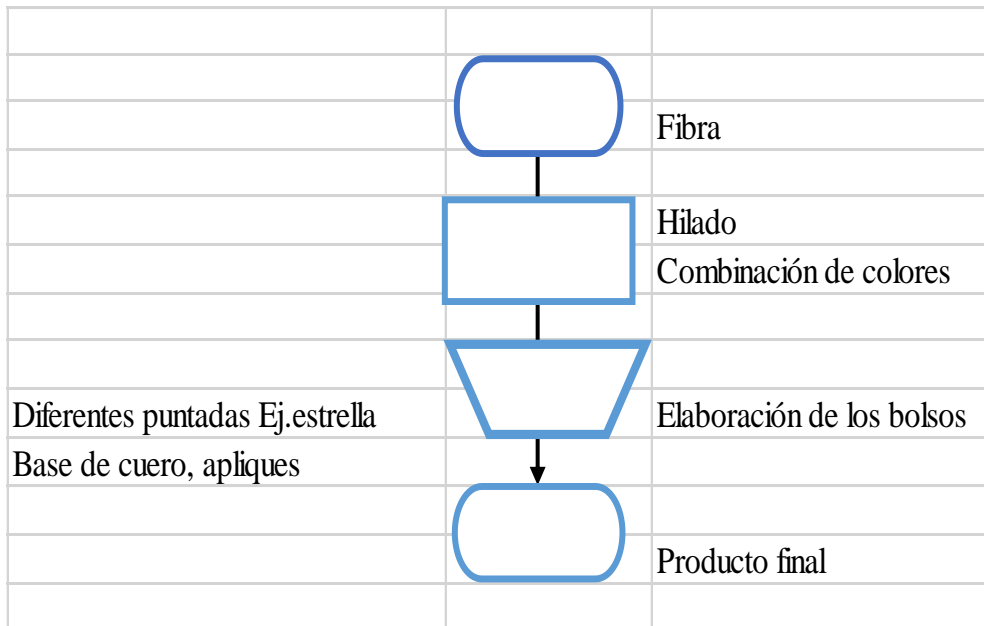 Fibra
Hilado
Combinación de colores
Diferentes puntadas Ej.estrella
Elaboración de los bolsos
Base de cuero, apliques
Producto final